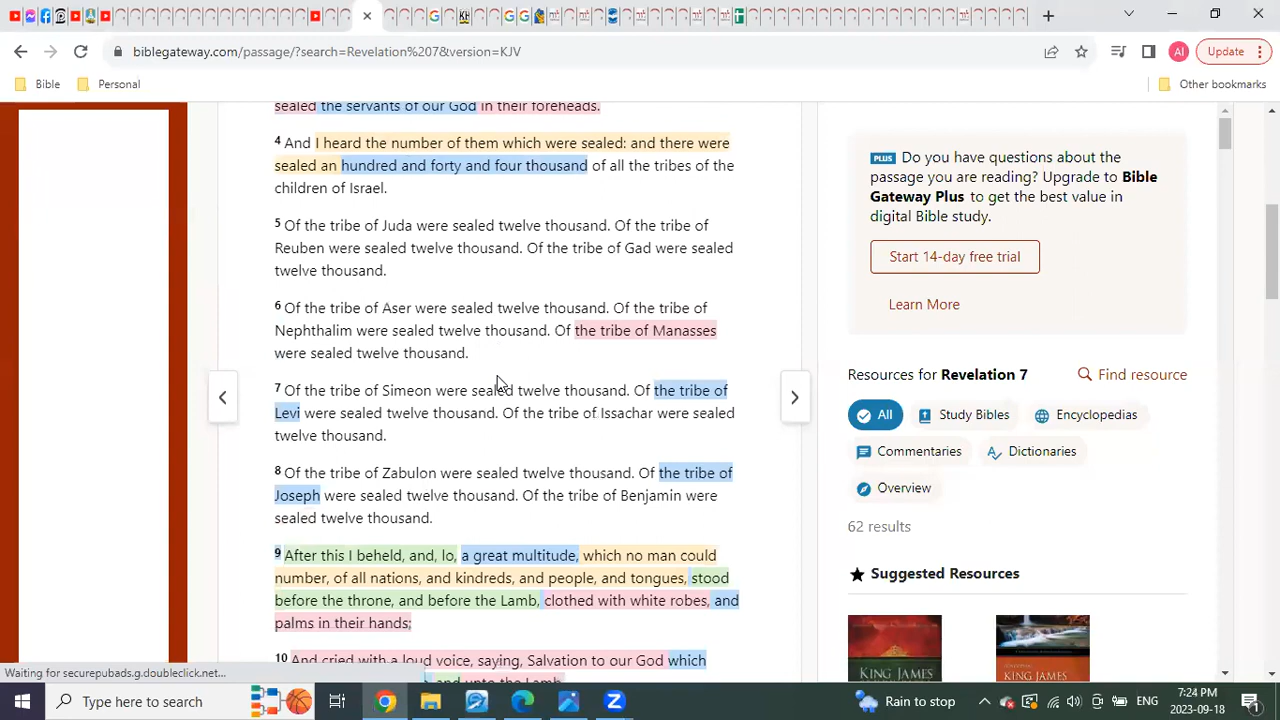 biblegateway.com/passage/?search=Revelation%207&version=KJV
AI
Update
Bible
Personal
Other bookmarks
sealed the servants of our God in their foreheads.
4 And I heard the number of them which were sealed: and there were
sealed an hundred and forty and four thousand of all the tribes of the
children of Israel.
5 Of the tribe of Juda were sealed twelve thousand. Of the tribe of
Reuben were sealed twelve thousand. Of the tribe of Gad were sealed
twelve thousand.
6 Of the tribe of Aser were sealed twelve thousand. Of the tribe of
Nephthalim were sealed twelve thousand. Of the tribe of Manasses
were sealed twelve thousand.
7 Of the tribe of Simeon were sealed twelve thousand. Of the tribe of
Levi were sealed twelve thousand. Of the tribe of Issachar were sealed
twelve thousand.
8 Of the tribe of Zabulon were sealed twelve thousand. Of the tribe of
Joseph were sealed twelve thousand. Of the tribe of Benjamin were
sealed twelve thousand.
9 After this I beheld, and, lo, a great multitude, which no man could
number, of all nations, and kindreds, and people, and tongues, stood
before the throne, and before the Lamb, clothed with white robes, and
palms in their hands;
10 And cried with a loud voice, saying, Salvation to our God which
and unto the Lamb.
PLUS Do you have questions about the
passage you are reading? Upgrade to Bible
Gateway Plus to get the best value in
digital Bible study.
Start 14-day free trial
Learn More
Resources for Revelation 7
Find resource
All
Study Bibles
Encyclopedias
Commentaries
Dictionaries
Overview
62 results
Suggested Resources
KING JAMES
KING JAMES
Waiting for securepubads.g.doubleclick.net...
Type here to search
Rain to stop
ENG
7:24 PM
2023-09-18
1